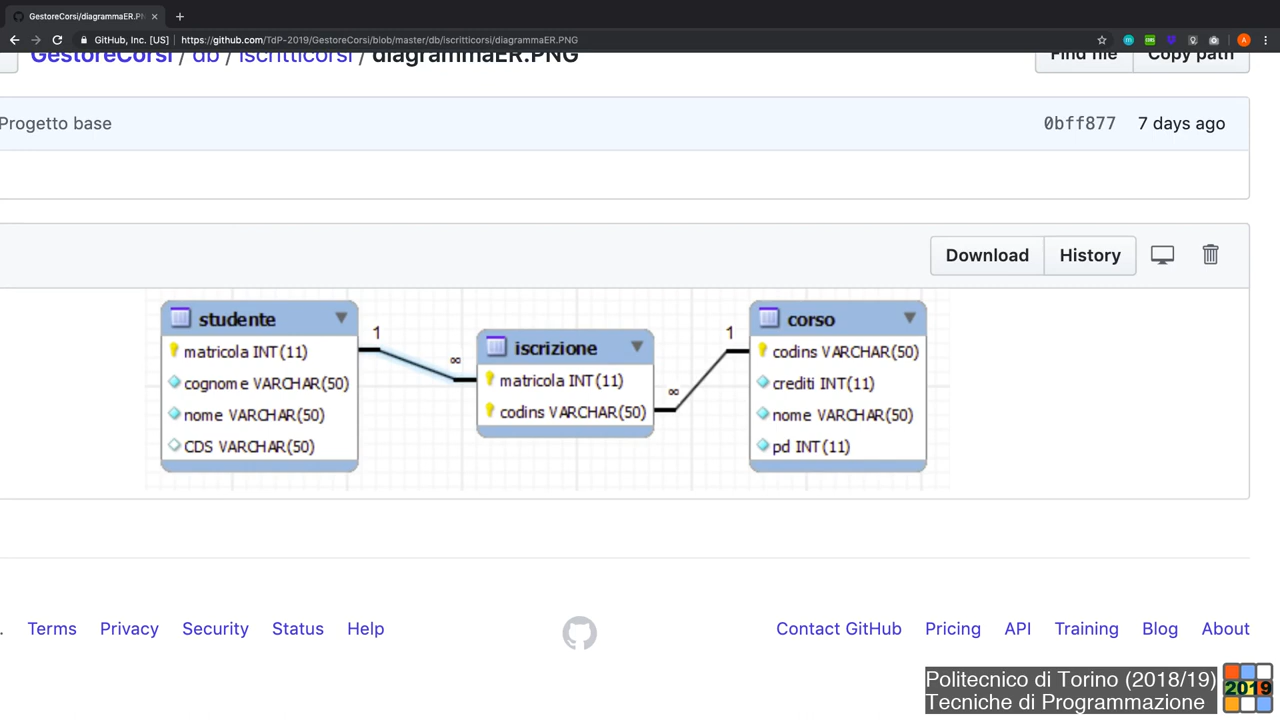 GestoreCorsi/diagrammaER.PN
GitHub, Inc. [US] https://github.com/TdP-2019/GestoreCorsi/blob/master/db/iscritticorsi/diagrammaER.PNG
GestoreCorsi / db / iscritticorsi / diagrammaER.PNG
Find file Copy path
Progetto base 0bff877 7 days ago
Download History
studente
matricola INT(11)
cognome VARCHAR(50)
nome VARCHAR(50)
CDS VARCHAR(50)
1
∞
iscrizione
matricola INT(11)
codins VARCHAR(50)
∞
1
corso
codins VARCHAR(50)
crediti INT(11)
nome VARCHAR(50)
pd INT(11)
. Terms Privacy Security Status Help
Contact GitHub Pricing API Training Blog About
Politecnico di Torino (2018/19)
Tecniche di Programmazione
2019